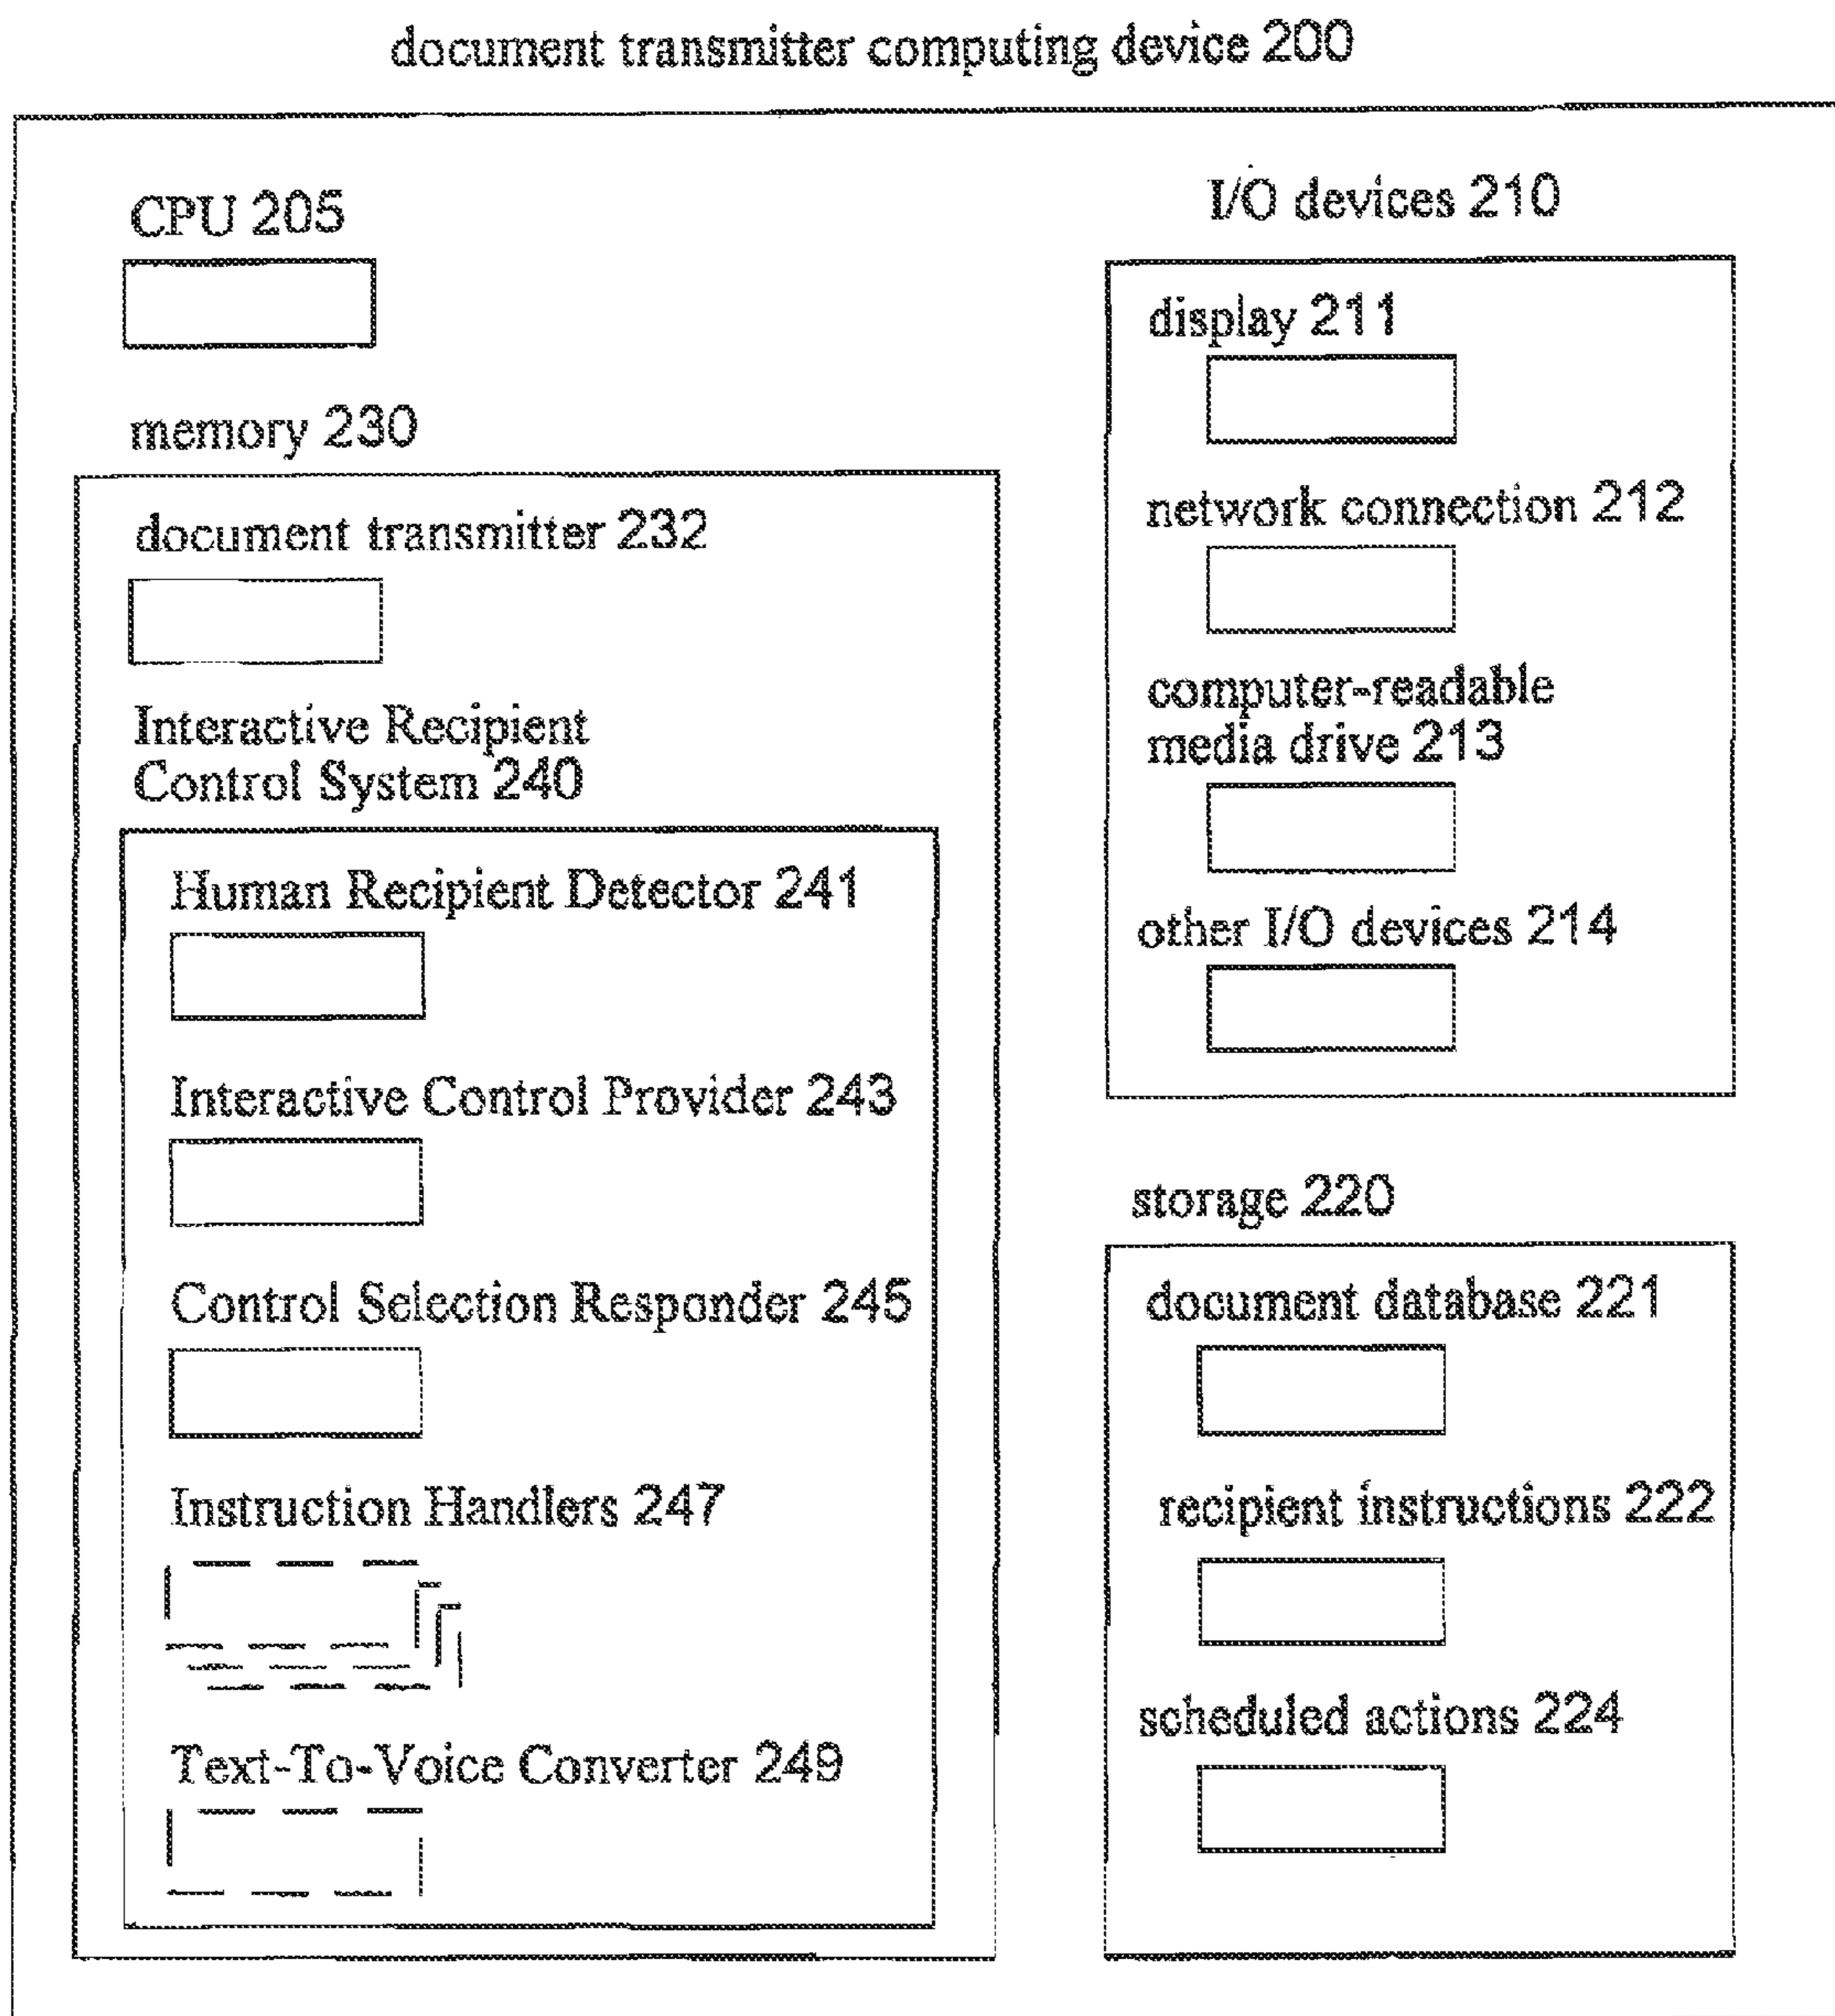 document transmitter computing device 200
CPU 205
memory 230
document transmitter 232
Interactive Recipient
Control System 240
Human Recipient Detector 241
Interactive Control Provider 243
Control Selection Responder 245
Instruction Handlers 247
Text-To-Voice Converter 249
I/O devices 210
display 211
network connection 212
computer-readable
media drive 213
other I/O devices 214
storage 220
document database 221
recipient instructions 222
scheduled actions 224